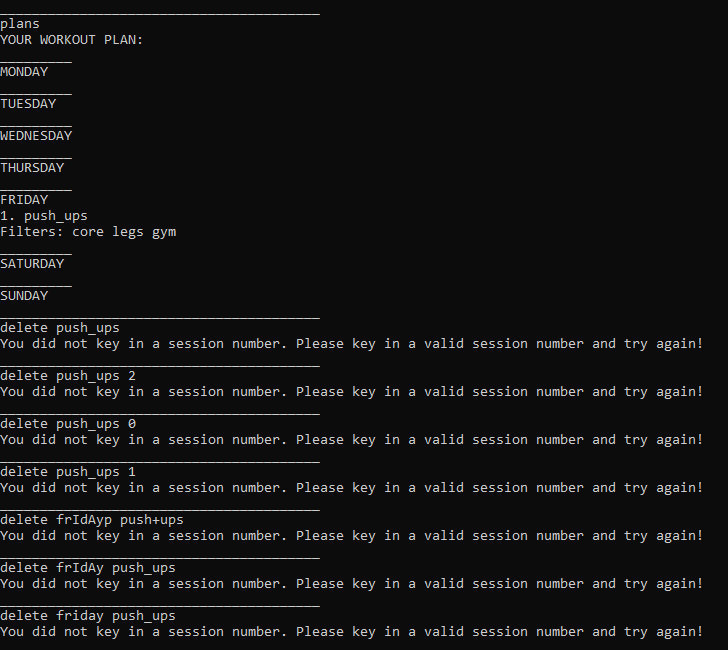 ________________________________________
plans
YOUR WORKOUT PLAN:
_________
MONDAY
_________
TUESDAY
_________
WEDNESDAY
_________
THURSDAY
_________
FRIDAY
1. push_ups
Filters: core legs gym
_________
SATURDAY
_________
SUNDAY
________________________________________
delete push_ups
You did not key in a session number. Please key in a valid session number and try again!
________________________________________
delete push_ups 2
You did not key in a session number. Please key in a valid session number and try again!
________________________________________
delete push_ups 0
You did not key in a session number. Please key in a valid session number and try again!
________________________________________
delete push_ups 1
You did not key in a session number. Please key in a valid session number and try again!
________________________________________
delete frIdAyp push+ups
You did not key in a session number. Please key in a valid session number and try again!
________________________________________
delete frIdAy push_ups
You did not key in a session number. Please key in a valid session number and try again!
________________________________________
delete friday push_ups
You did not key in a session number. Please key in a valid session number and try again!